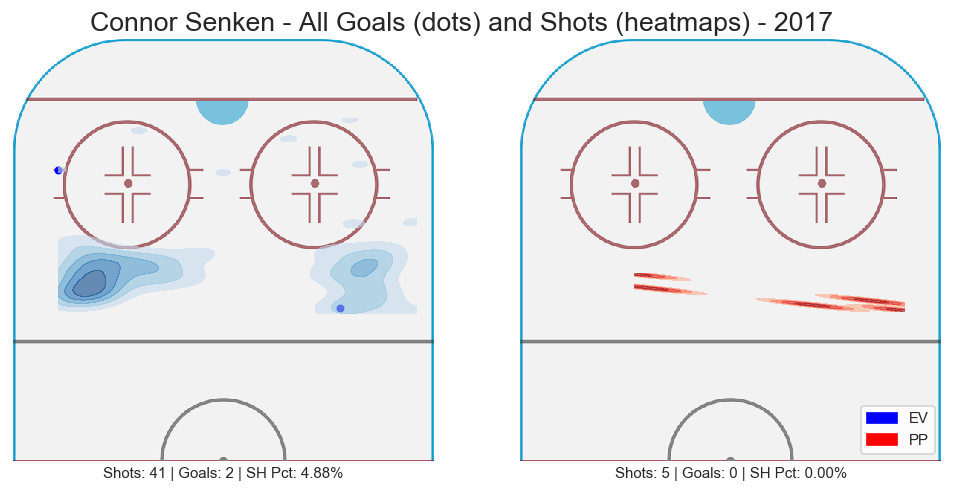 Connor Senken - All Goals (dots) and Shots (heatmaps) - 2017
EV
PP
Shots: 41 | Goals: 2 | SH Pct: 4.88%
Shots: 5 | Goals: 0 | SH Pct: 0.00%